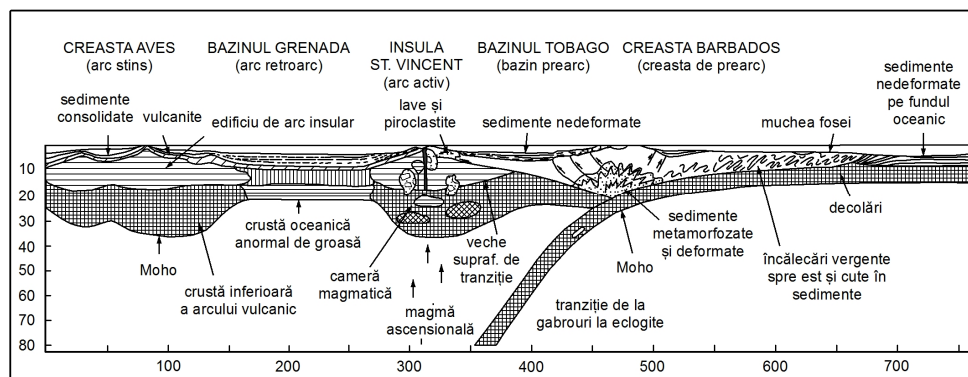 CREASTA AVES
(arc stins)
BAZINUL GRENADA
(arc retroarc)
INSULA
ST. VINCENT
(arc activ)
BAZINUL TOBAGO
(bazin prearc)
CREASTA BARBADOS
(creasta de prearc)
sedimente
nedeformate
pe fundul
oceanic
sedimente
consolidate
vulcanite
edificiu de arc insular
lave și
piroclastite
sedimente nedeformate
muchea fosei
10
20
30
40
50
60
70
80
Moho
crustă inferioară
a arcului vulcanic
crustă oceanică
anormal de groasă
cameră
magmatică
magmă
ascensională
veche
supraf. de
tranziție
tranziție de la
gabrouri la eclogite
Moho
sedimente
metamorfozate
și deformate
încălecări vergente
spre est și cute în
sedimente
decolări
100
200
300
400
500
600
700